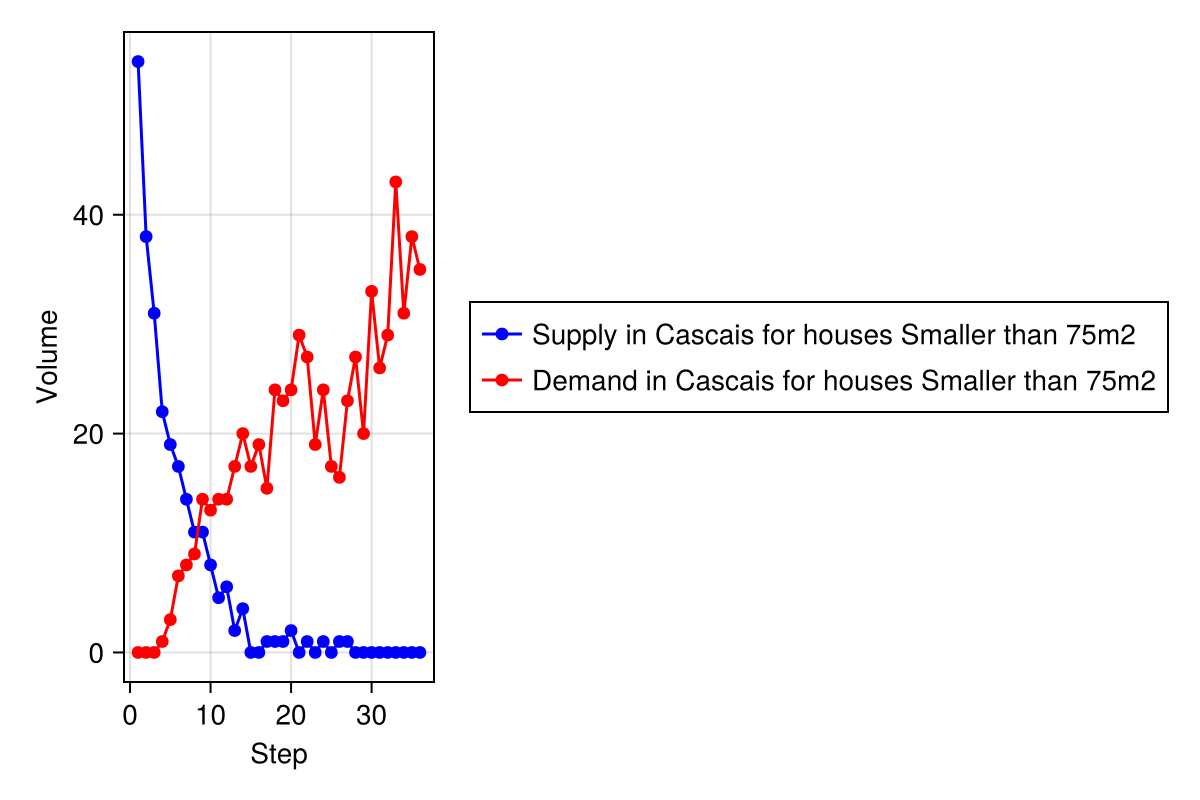 Volume
40
20
0
0 10 20 30
Step
Supply in Cascais for houses Smaller than 75m2
Demand in Cascais for houses Smaller than 75m2